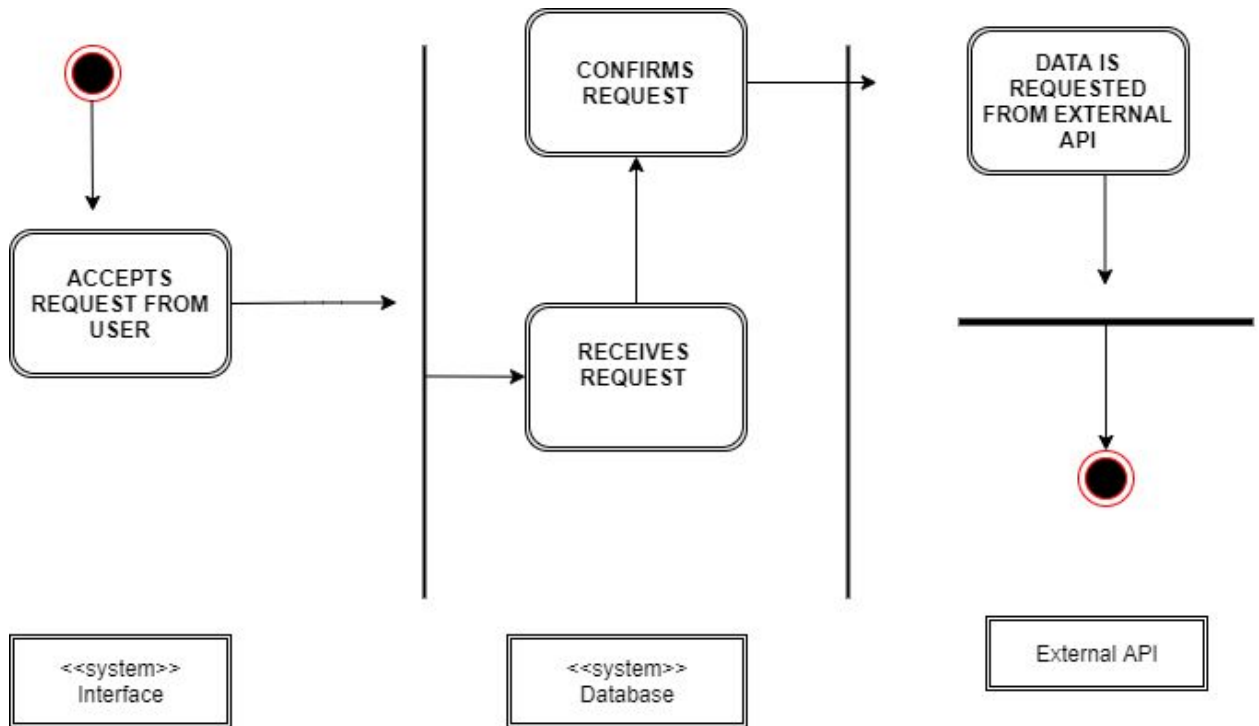 ACCEPTS
REQUEST FROM
USER
CONFIRMS
REQUEST
RECEIVES
REQUEST
DATA IS
REQUESTED
FROM EXTERNAL
API
<<system>>
Interface
<<system>>
Database
External API